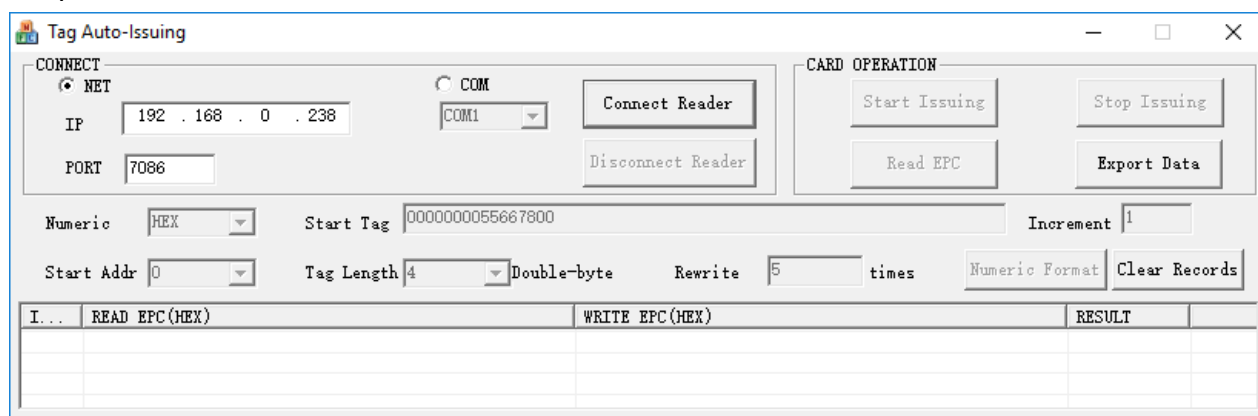 Tag Auto-Issuing
CONNECT
NET
COM
IP 192 . 168 . 0 . 238
COM1
Connect Reader
PORT 7086
Disconnect Reader
CARD OPERATION
Start Issuing
Stop Issuing
Read EPC
Export Data
Numeric HEX
Start Tag 0000000055667800
Increment 1
Start Addr 0
Tag Length 4 Double-byte
Rewrite 5 times
Numeric Format
Clear Records
I... READ EPC(HEX) WRITE EPC(HEX) RESULT